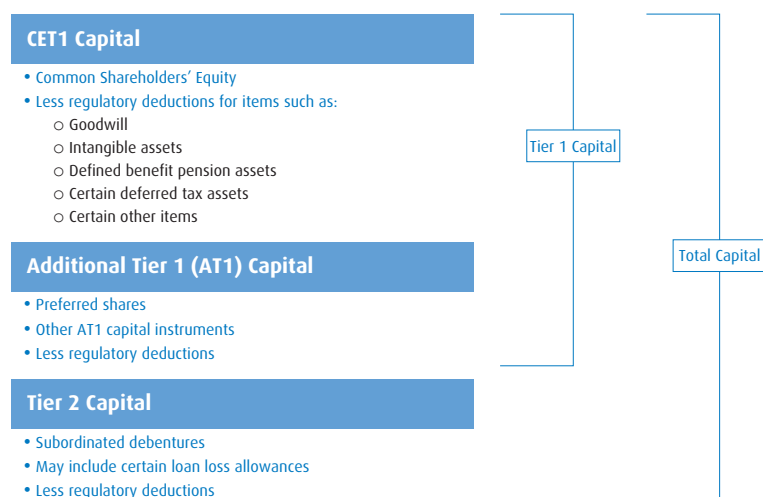 CET1 Capital
• Common Shareholders’ Equity
• Less regulatory deductions for items such as:
○ Goodwill
○ Intangible assets
○ Defined benefit pension assets
○ Certain deferred tax assets
○ Certain other items
Tier 1 Capital
Total Capital
Additional Tier 1 (AT1) Capital
• Preferred shares
• Other AT1 capital instruments
• Less regulatory deductions
Tier 2 Capital
• Subordinated debentures
• May include certain loan loss allowances
• Less regulatory deductions